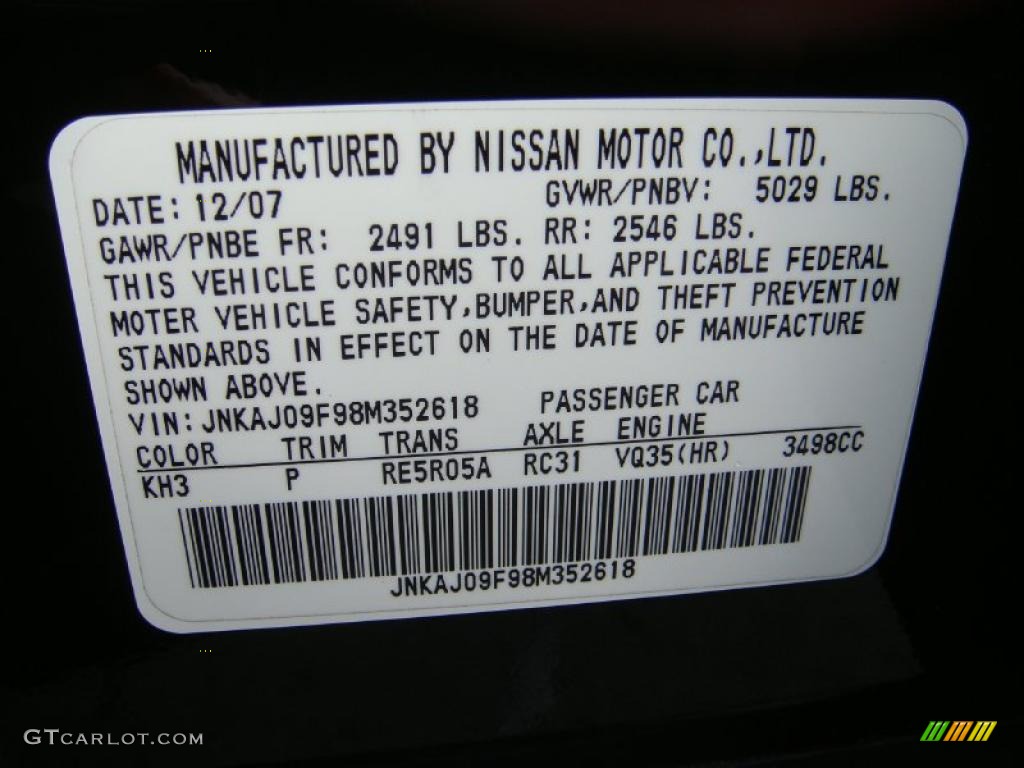 MANUFACTURED BY NISSAN MOTOR CO.,LTD.
DATE: 12/07 GVWR/PNBV: 5029 LBS.
GAWR/PNBE FR: 2491 LBS. RR: 2546 LBS.
THIS VEHICLE CONFORMS TO ALL APPLICABLE FEDERAL
MOTER VEHICLE SAFETY,BUMPER,AND THEFT PREVENTION
STANDARDS IN EFFECT ON THE DATE OF MANUFACTURE
SHOWN ABOVE.
VIN:JNKAJ09F98M352618 PASSENGER CAR
COLOR TRIM TRANS AXLE ENGINE
KH3 P RE5R05A RC31 VQ35(HR) 3498CC
JNKAJ09F98M352618
GTCARLOT.COM